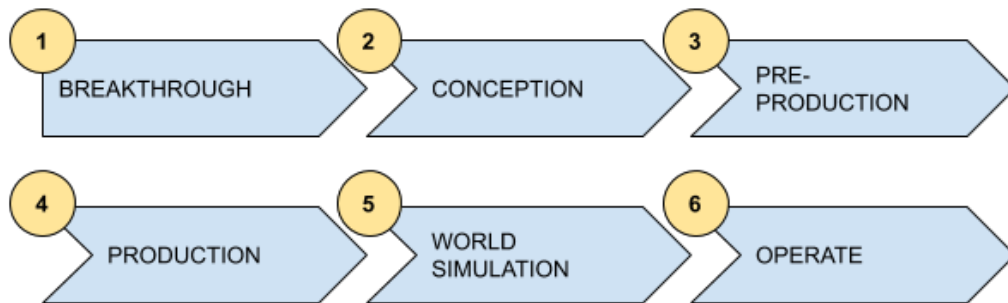 1
BREAKTHROUGH
2
CONCEPTION
3
PRE-
PRODUCTION
4
PRODUCTION
5
WORLD
SIMULATION
6
OPERATE